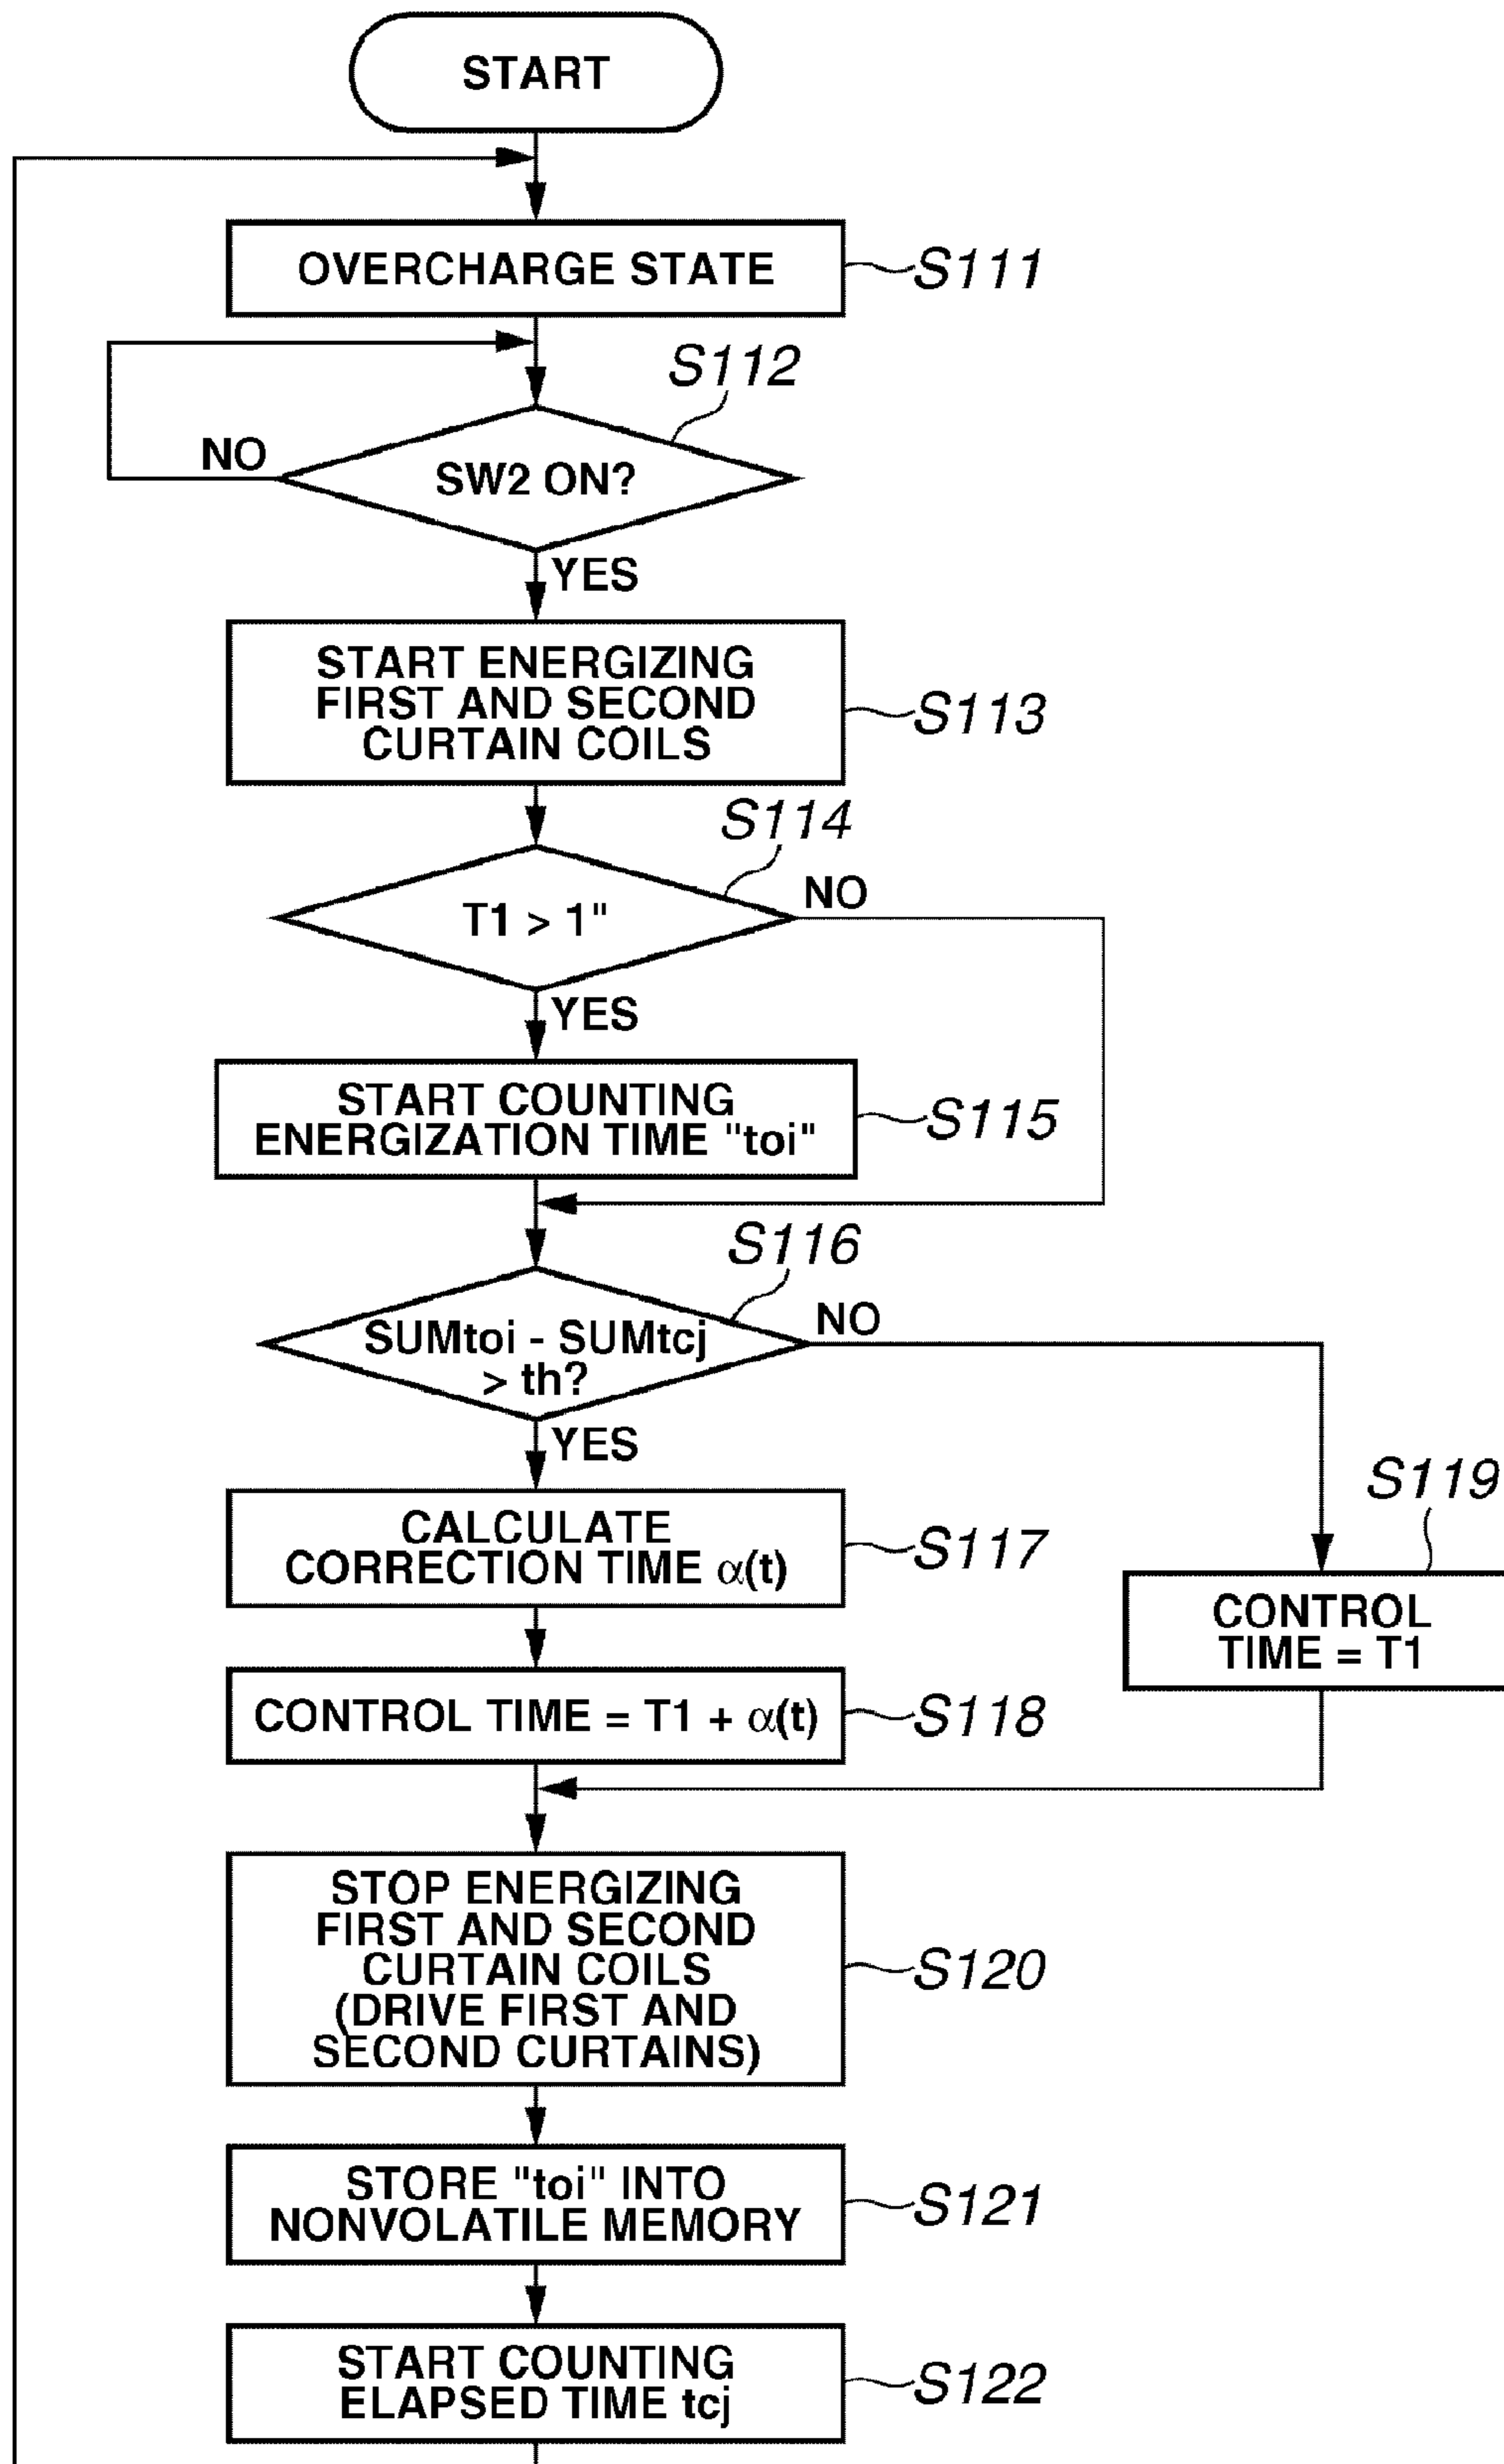 START
OVERCHARGE STATE
S111
S112
NO
SW2 ON?
YES
START ENERGIZING
FIRST AND SECOND
CURTAIN COILS
S113
S114
NO
T1 > 1"
YES
START COUNTING
ENERGIZATION TIME "toi"
S115
S116
NO
SUMtoi - SUMtcj
> th?
YES
S119
CALCULATE
CORRECTION TIME α(t)
S117
CONTROL
TIME = T1
CONTROL TIME = T1 + α(t)
S118
STOP ENERGIZING
FIRST AND SECOND
CURTAIN COILS
(DRIVE FIRST AND
SECOND CURTAINS)
S120
STORE "toi" INTO
NONVOLATILE MEMORY
S121
START COUNTING
ELAPSED TIME tcj
S122